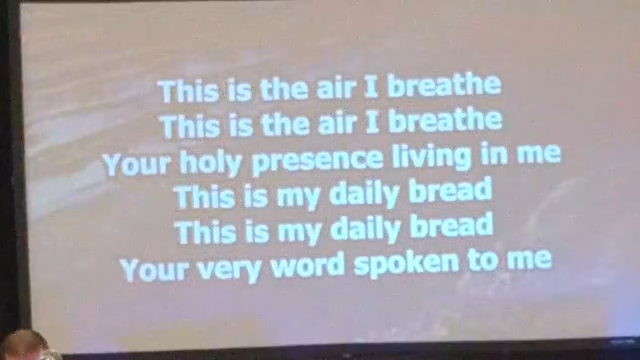 This is the air I breathe
This is the air I breathe
Your holy presence living in me
This is my daily bread
This is my daily bread
Your very word spoken to me